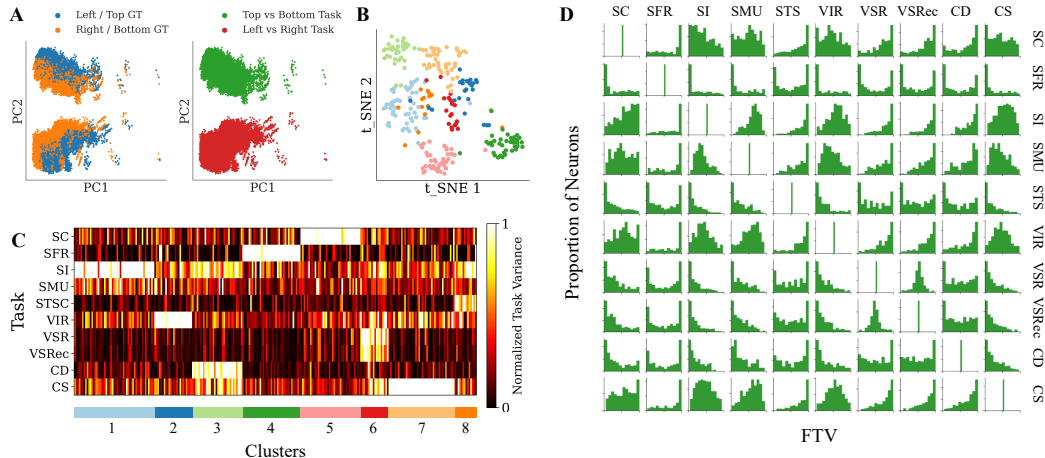 A
Left / Top GT
Right / Bottom GT
Top vs Bottom Task
Left vs Right Task
PC2
PC1
PC2
PC1
B
t_SNE 2
t_SNE 1
C
Task
SC
SFR
SI
SMU
STSC
VIR
VSR
VSRec
CD
CS
1 2 3 4 5 6 7 8
Clusters
1
0
Normalized Task Variance
D
SC SFR SI SMU STS VIR VSR VSRec CD CS
SC
SFR
SI
SMU
STS
VIR
VSR
VSRec
CD
CS
Proportion of Neurons
FTV